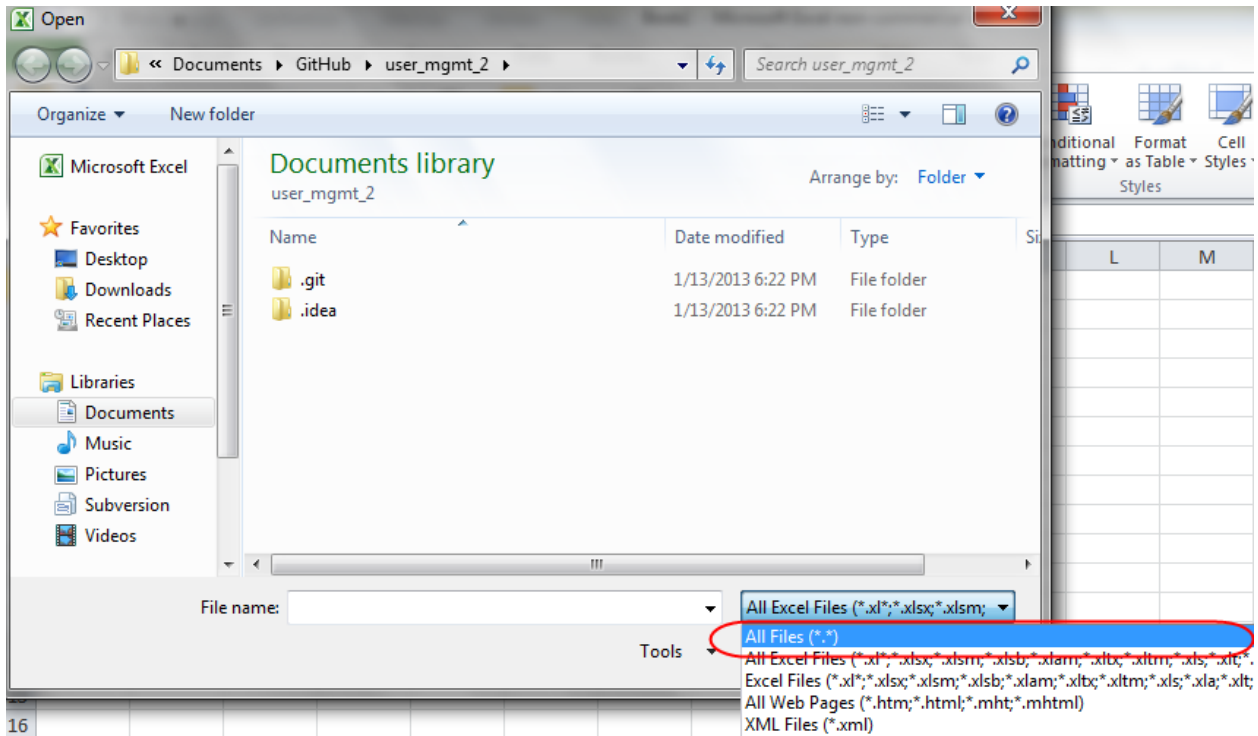 Open
« Documents GitHub user_mgmt_2
Search user_mgmt_2
Organize New folder
Microsoft Excel
Favorites
Desktop
Downloads
Recent Places
Libraries
Documents
Music
Pictures
Subversion
Videos
Documents library
user_mgmt_2
Arrange by: Folder
Name Date modified Type
.git 1/13/2013 6:22 PM File folder
.idea 1/13/2013 6:22 PM File folder
File name:
All Excel Files (*.xl*;*.xlsx;*.xlsm;
Tools
All Files (*.*)
All Excel Files (*.xl*;*.xlsx;*.xlsm;*.xlsb;*.xlam;*.xltx;*.xltm;*.xls;*.xlt;*.
Excel Files (*.xl*;*.xlsx;*.xlsm;*.xlsb;*.xlam;*.xltx;*.xltm;*.xls;*.xla;*.xlt;
All Web Pages (*.htm;*.html;*.mht;*.mhtml)
XML Files (*.xml)
Format as Table
Cell Styles
Styles
L M
16